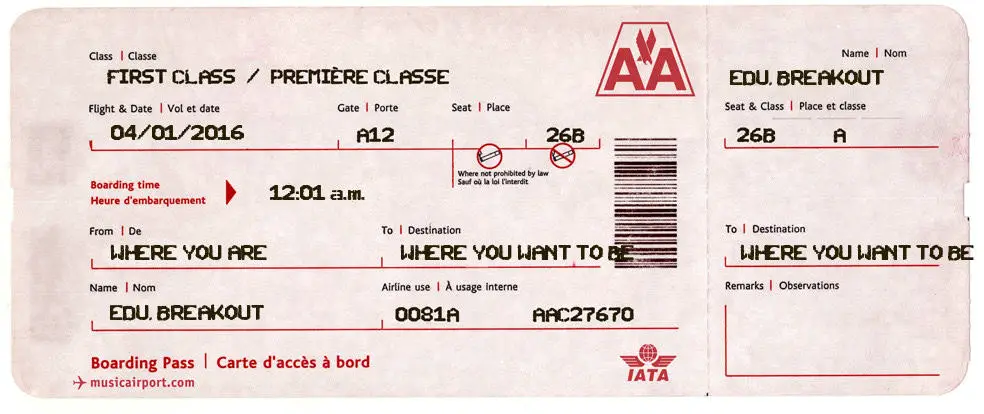 Class | Classe
FIRST CLASS / PREMIÈRE CLASSE
Flight & Date | Vol et date
Gate | Porte
Seat | Place
04/01/2016
A12
26B
Where not prohibited by law
Sauf où la loi l'interdit
Boarding time
Heure d'embarquement
12:01 a.m.
From | De
To | Destination
WHERE YOU ARE
WHERE YOU WANT TO BE
Name | Nom
Airline use | À usage interne
EDU. BREAKOUT
0081A
AAC27670
Boarding Pass | Carte d'accès à bord
musicairport.com
AA
IATA
Name | Nom
EDU. BREAKOUT
Seat & Class | Place et classe
26B
A
To | Destination
WHERE YOU WANT TO BE
Remarks | Observations